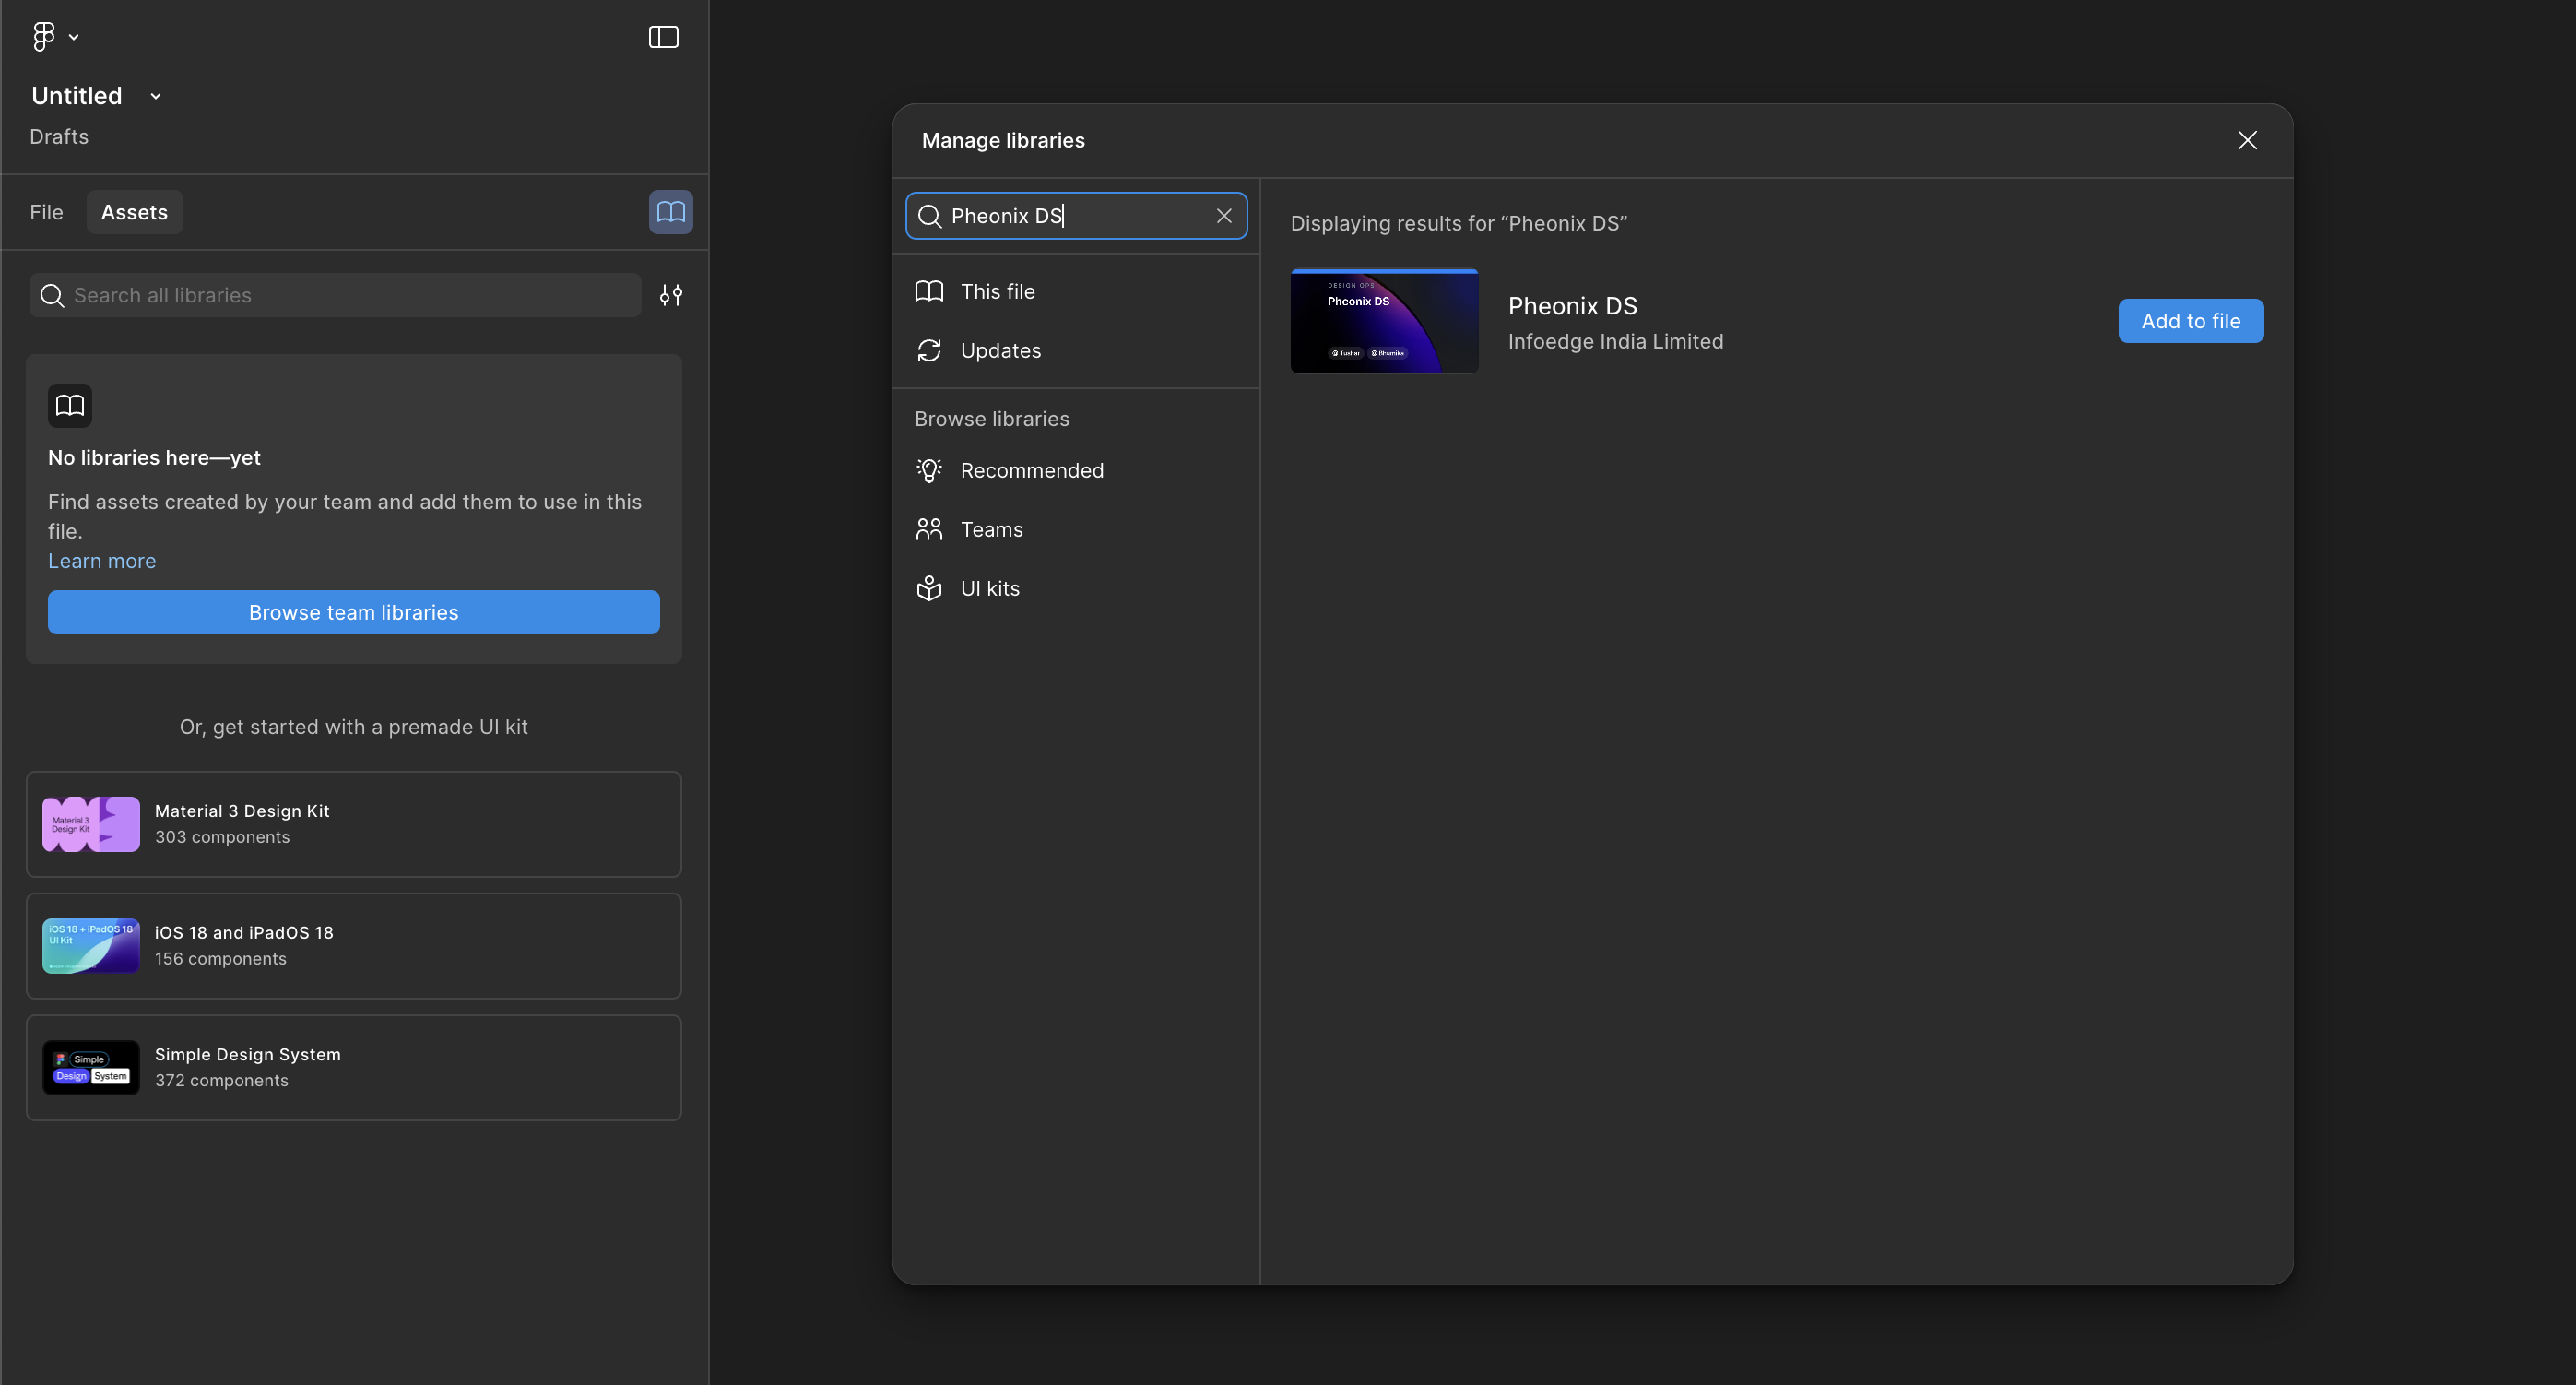 Untitled
Drafts
File
Assets
Search all libraries
No libraries here—yet
Find assets created by your team and add them to use in this
file.
Learn more
Browse team libraries
Or, get started with a premade UI kit
Material 3
Design Kit
Material 3 Design Kit
303 components
iOS 18 + iPadOS 18
UI Kit
iOS 18 and iPadOS 18
156 components
Simple
Design System
Simple Design System
372 components
Manage libraries
Pheonix DS
This file
Updates
Browse libraries
Recommended
Teams
UI kits
Displaying results for “Pheonix DS”
DESIGN OPS
Pheonix DS
@ Tushar @ Bhumika
Pheonix DS
Infoedge India Limited
Add to file